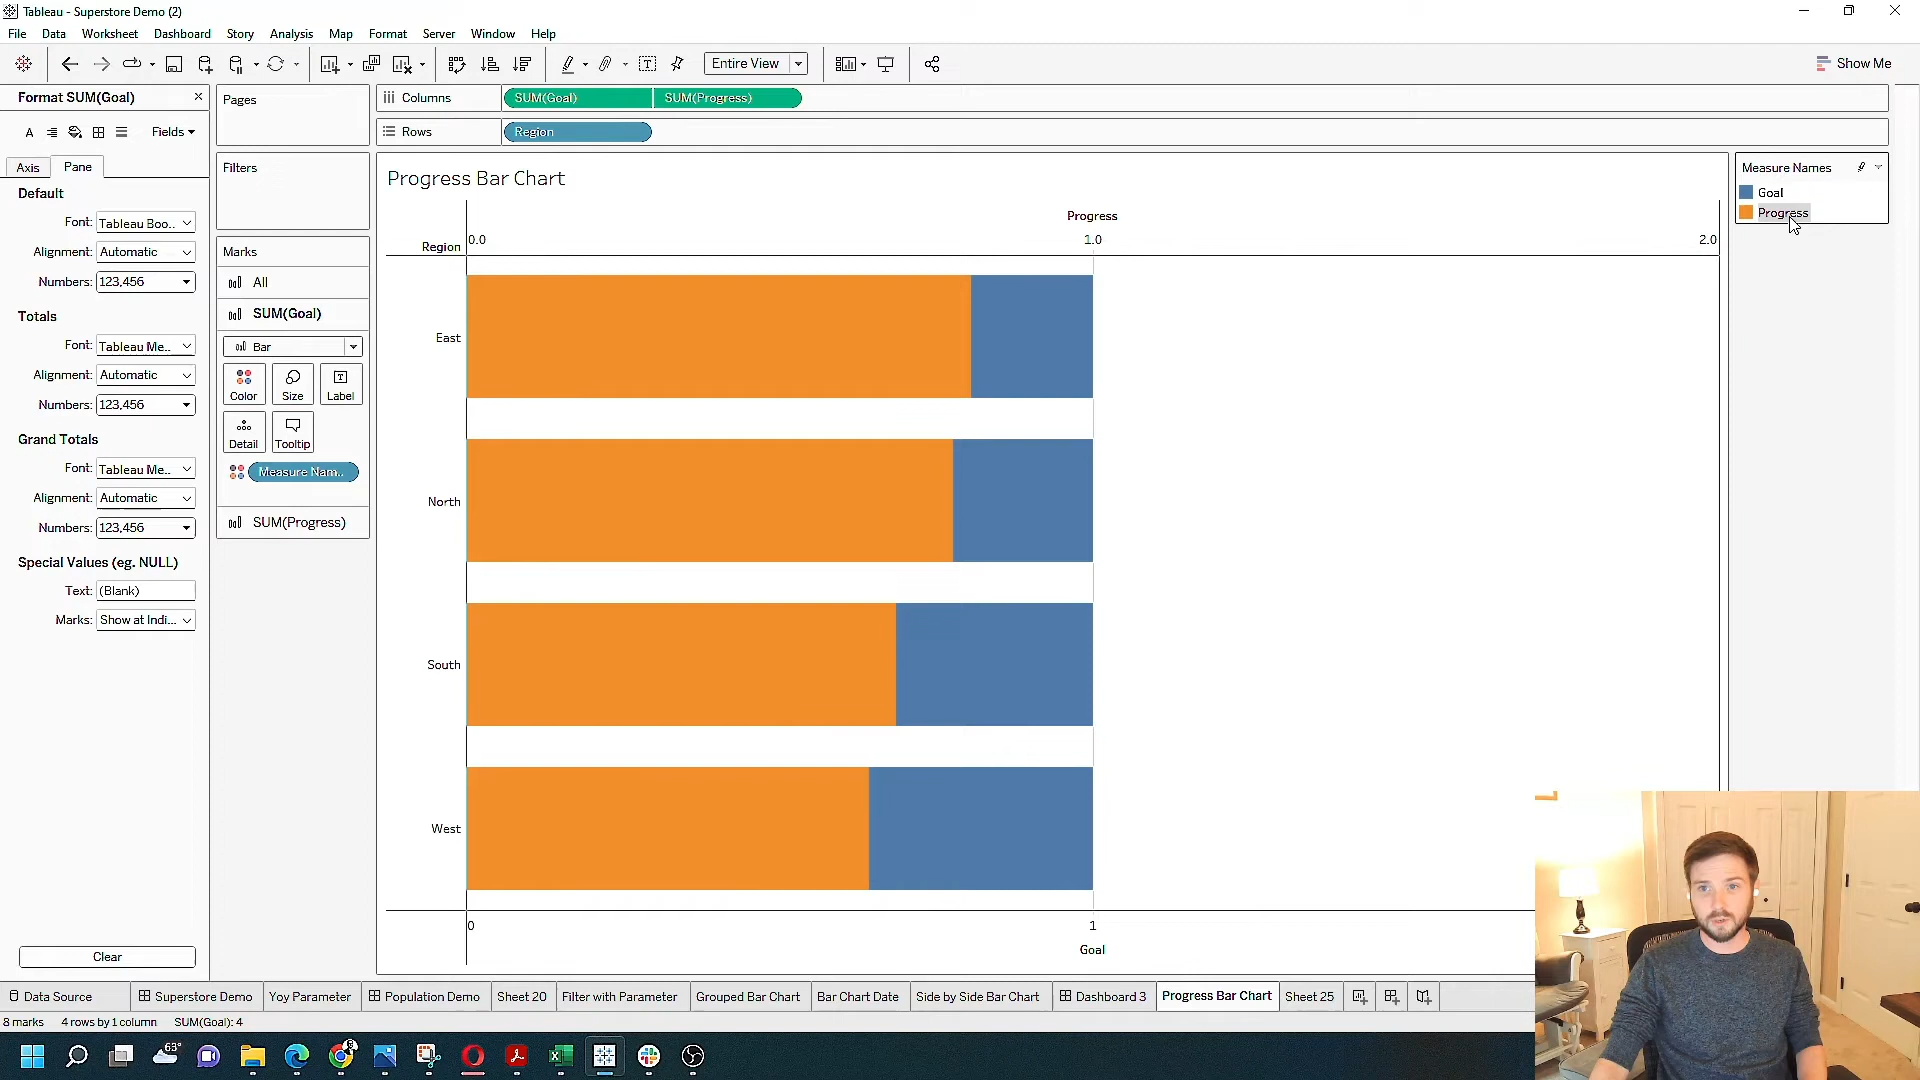 Tableau - Superstore Demo (2)
File Data Worksheet Dashboard Story Analysis Map Format Server Window Help
Entire View
Show Me
Format SUM(Goal)
Fields
Axis Pane
Default
Font: Tableau Boo..
Alignment: Automatic
Numbers: 123,456
Totals
Font: Tableau Me..
Alignment: Automatic
Numbers: 123,456
Grand Totals
Font: Tableau Me..
Alignment: Automatic
Numbers: 123,456
Special Values (eg. NULL)
Text: (Blank)
Marks: Show at Indi...
Clear
Pages
Filters
Marks
All
SUM(Goal)
Bar
Color Size Label
Detail Tooltip
Measure Nam..
SUM(Progress)
Columns SUM(Goal) SUM(Progress)
Rows Region
Progress Bar Chart
Progress
Region 0.0 1.0 2.0
East
North
South
West
0 1
Goal
Measure Names
Goal
Progress
Data Source Superstore Demo Yoy Parameter Population Demo Sheet 20 Filter with Parameter Grouped Bar Chart Bar Chart Date Side by Side Bar Chart Dashboard 3 Progress Bar Chart Sheet 25
8 marks 4 rows by 1 column SUM(Goal): 4
63°